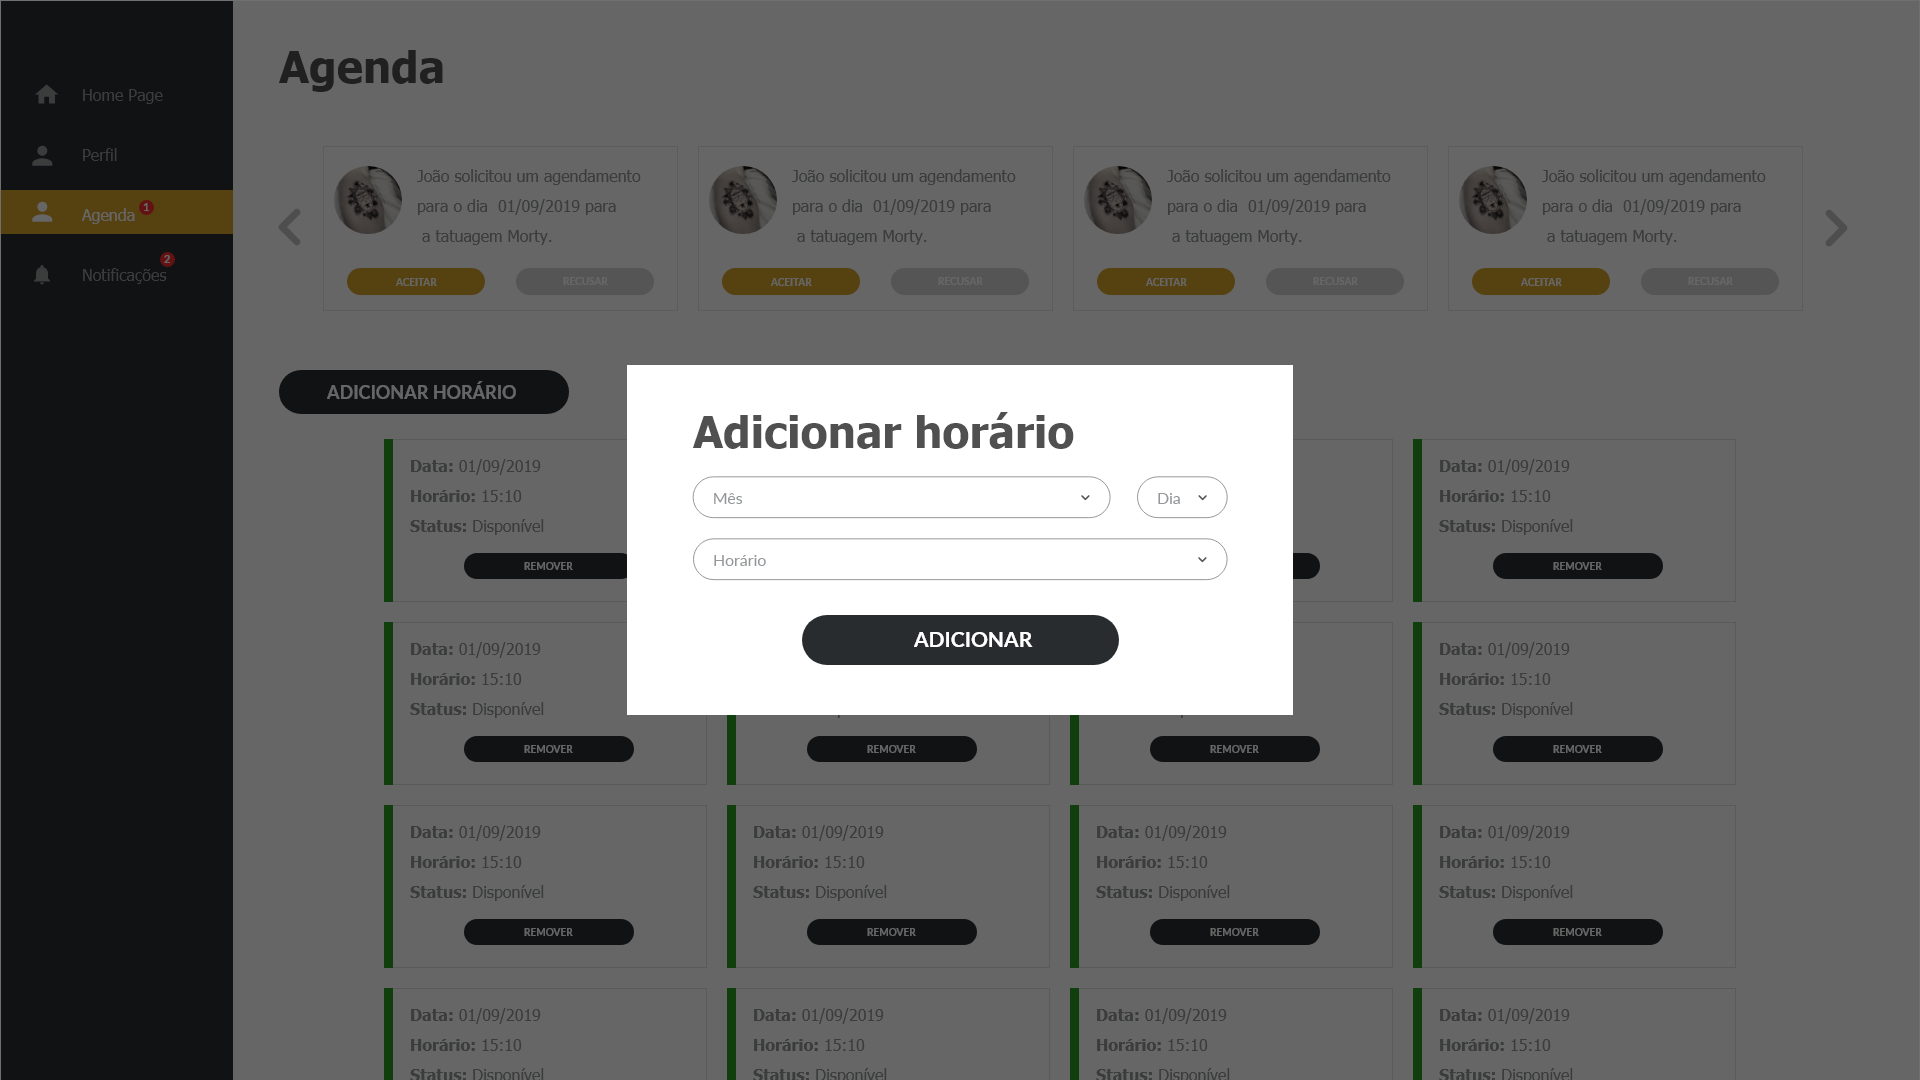 Home Page
Perfil
Agenda 1
Notificações 2
Agenda
João solicitou um agendamento
para o dia 01/09/2019 para
a tatuagem Morty.
ACEITAR RECUSAR
João solicitou um agendamento
para o dia 01/09/2019 para
a tatuagem Morty.
ACEITAR RECUSAR
João solicitou um agendamento
para o dia 01/09/2019 para
a tatuagem Morty.
ACEITAR RECUSAR
João solicitou um agendamento
para o dia 01/09/2019 para
a tatuagem Morty.
ACEITAR RECUSAR
ADICIONAR HORÁRIO
Adicionar horário
Mês Dia
Horário
ADICIONAR
Data: 01/09/2019
Horário: 15:10
Status: Disponível
REMOVER
Data: 01/09/2019
Horário: 15:10
Status: Disponível
REMOVER
Data: 01/09/2019
Horário: 15:10
Status: Disponível
REMOVER
REMOVER
REMOVER
Data: 01/09/2019
Horário: 15:10
Status: Disponível
REMOVER
Data: 01/09/2019
Horário: 15:10
Status: Disponível
REMOVER
Data: 01/09/2019
Horário: 15:10
Status: Disponível
REMOVER
Data: 01/09/2019
Horário: 15:10
Status: Disponível
REMOVER
Data: 01/09/2019
Horário: 15:10
Status: Disponível
REMOVER
Data: 01/09/2019
Horário: 15:10
Status: Disponível
Data: 01/09/2019
Horário: 15:10
Status: Disponível
Data: 01/09/2019
Horário: 15:10
Status: Disponível
Data: 01/09/2019
Horário: 15:10
Status: Disponível